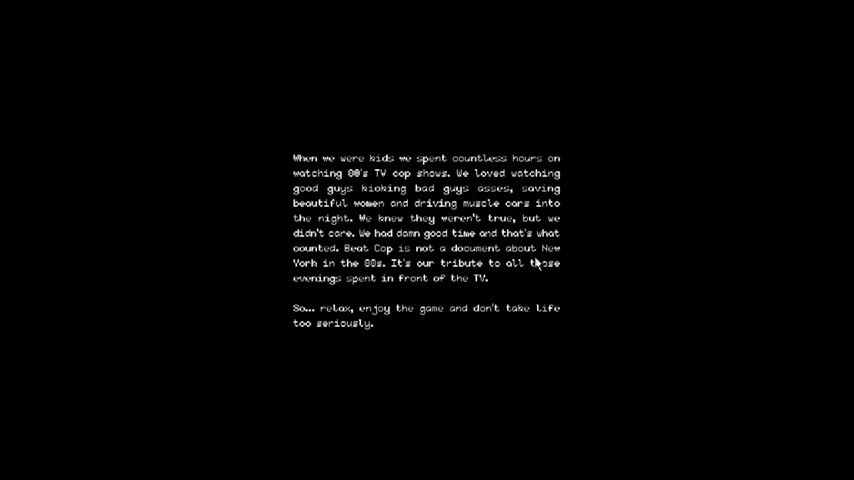 When we were kids we spent countless hours on
watching 80's TV cop shows. We loved watching
good guys kicking bad guys asses, saving
beautiful women and driving muscle cars into
the night. We knew they weren't true, but we
didn't care. We had damn good time and that's what
counted. Beat Cop is not a document about New
York in the 80s. It's our tribute to all those
evenings spent in front of the TV.
So... relax, enjoy the game and don't take life
too seriously.